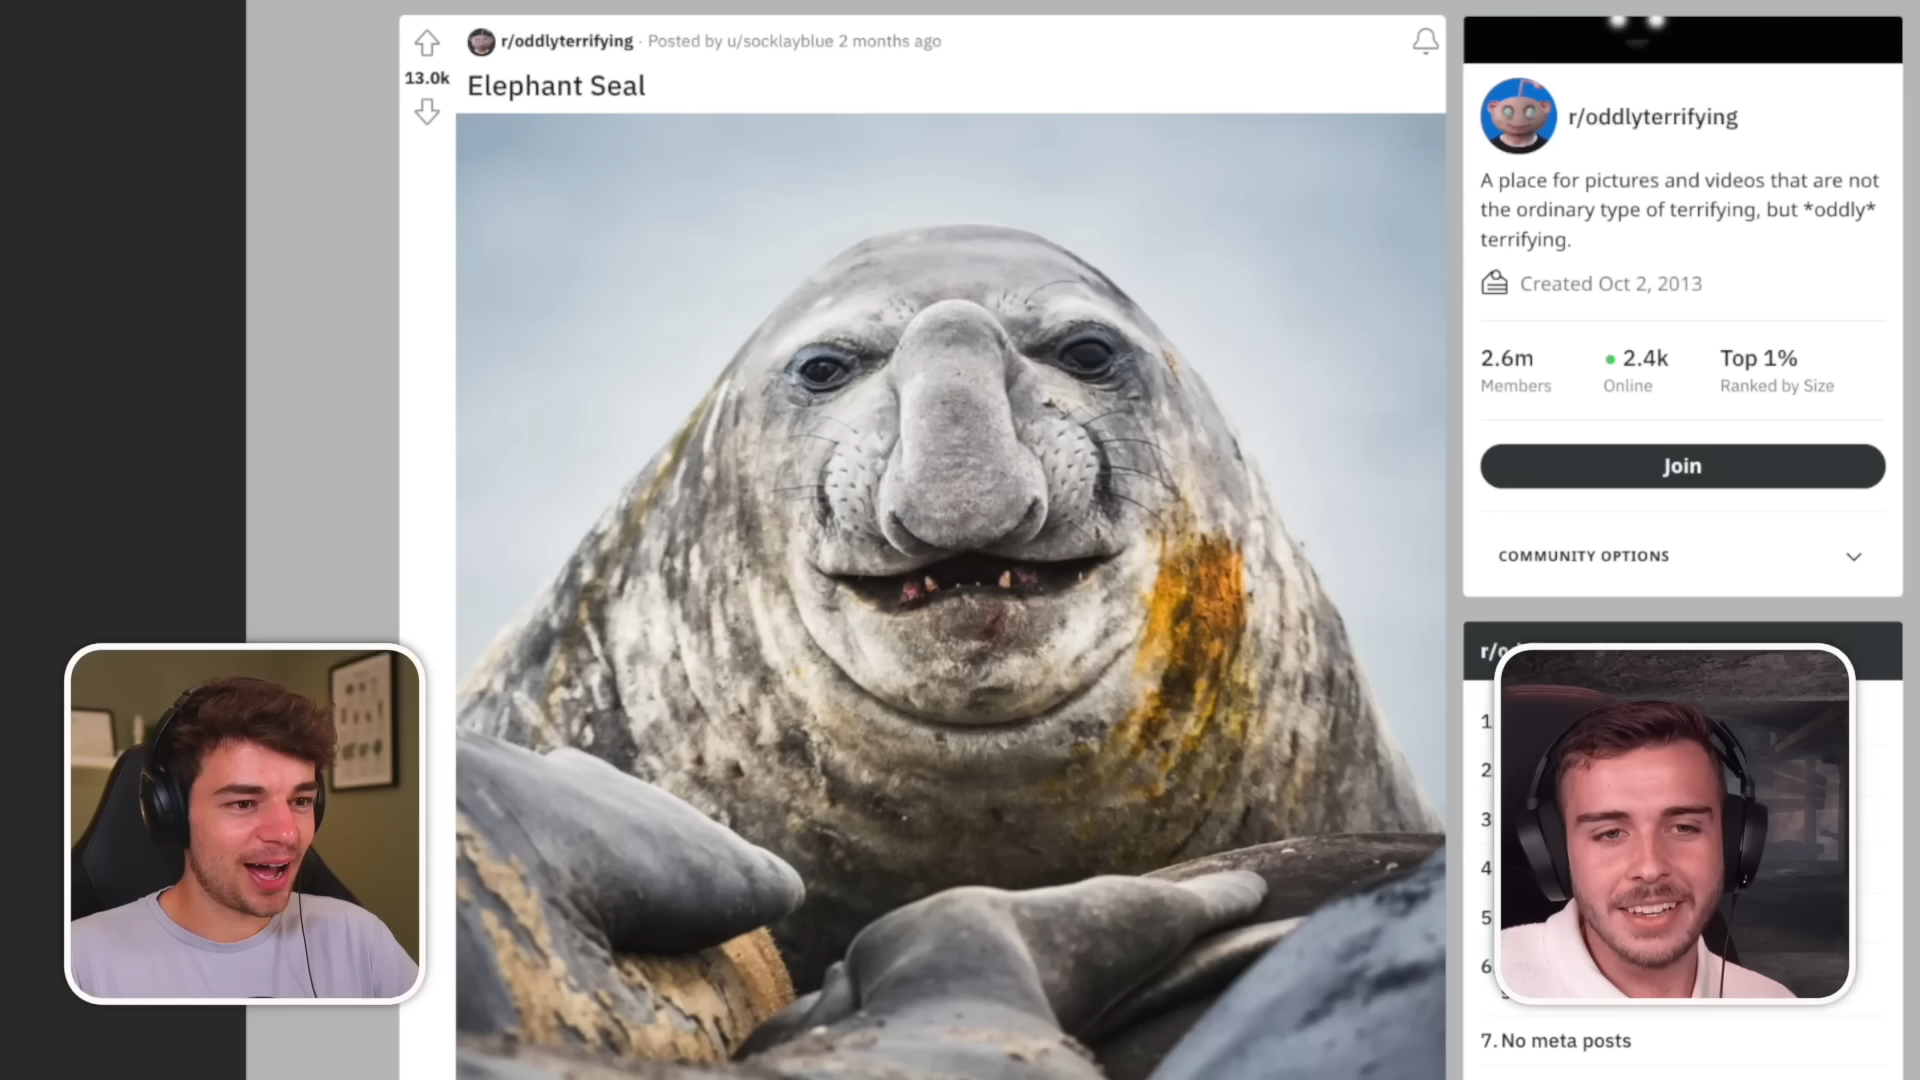 r/oddlyterrifying · Posted by u/socklayblue 2 months ago
13.0k
Elephant Seal
r/oddlyterrifying
A place for pictures and videos that are not
the ordinary type of terrifying, but *oddly*
terrifying.
Created Oct 2, 2013
2.6m
Members
2.4k
Online
Top 1%
Ranked by Size
Join
COMMUNITY OPTIONS
1
2
3
4
5
6
7. No meta posts